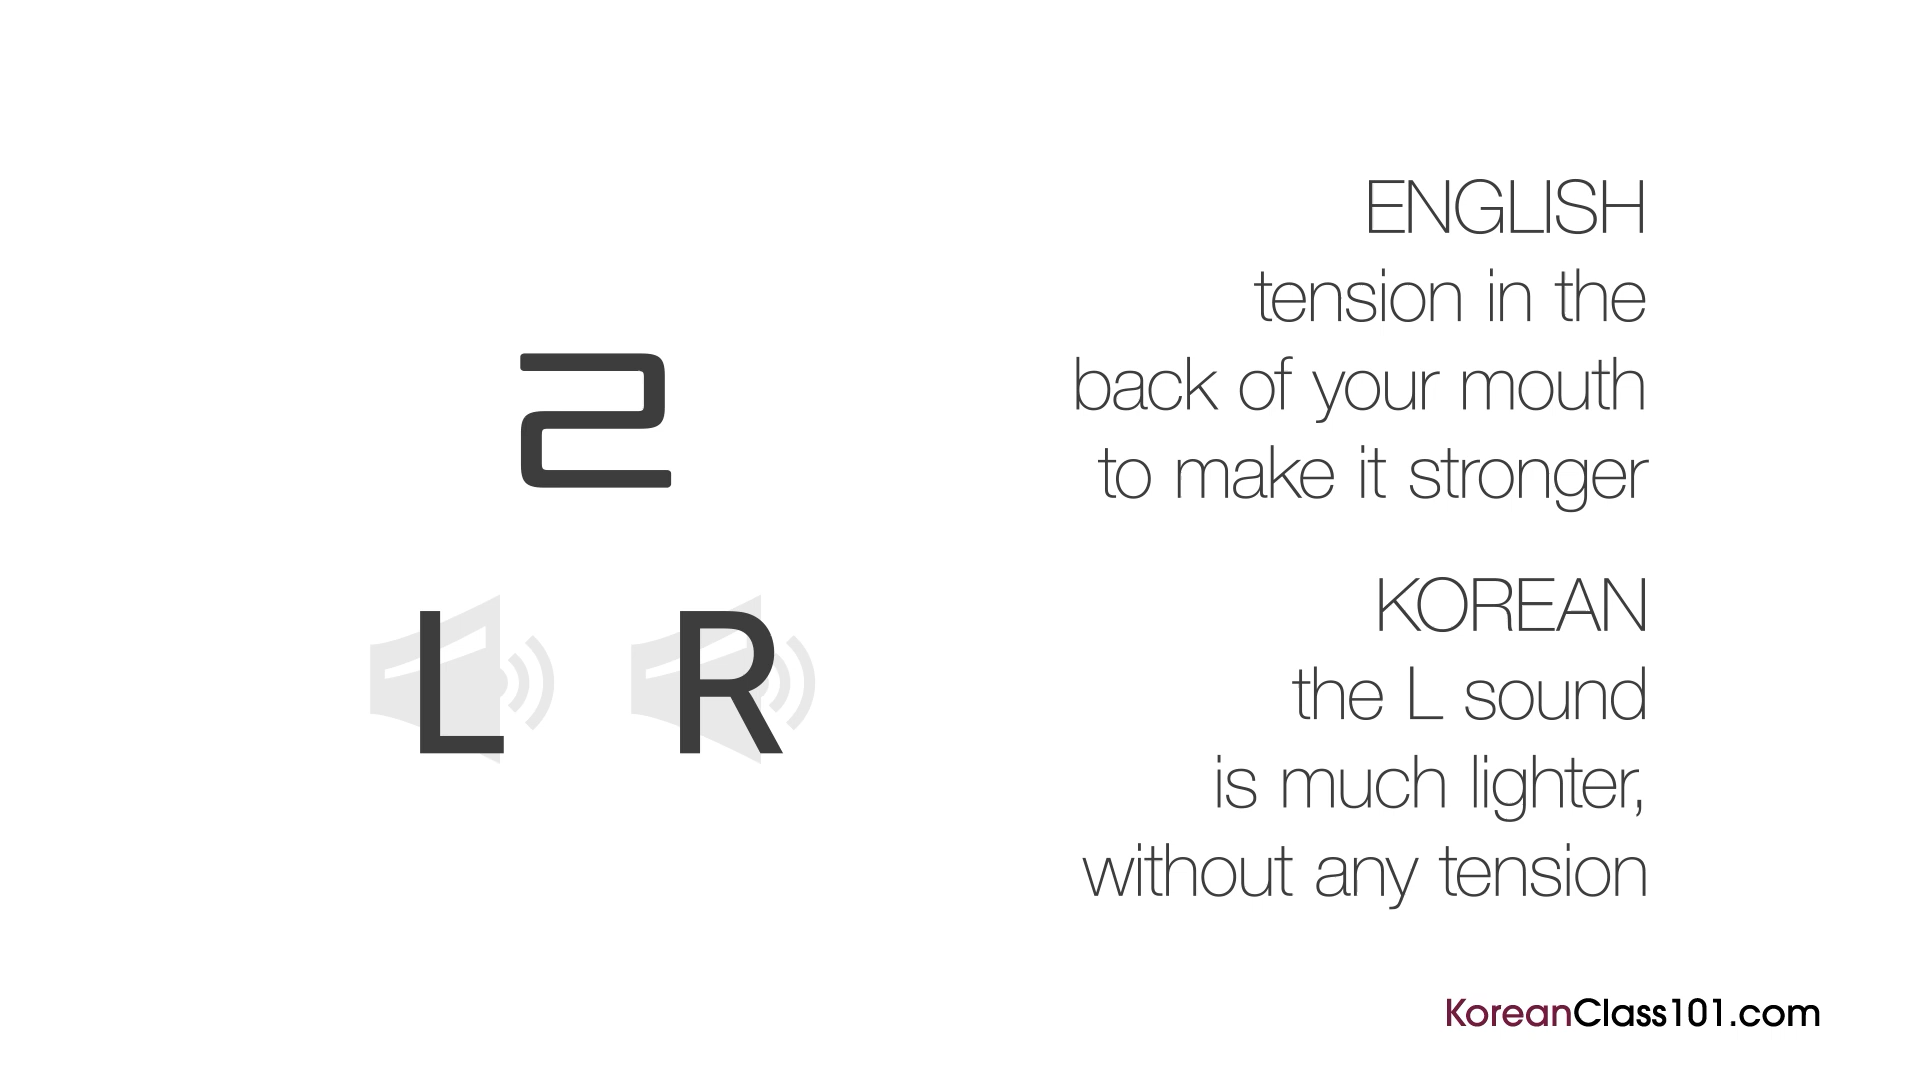 ㄹ
L R
ENGLISH
tension in the
back of your mouth
to make it stronger
KOREAN
the L sound
is much lighter,
without any tension
KoreanClass101.com